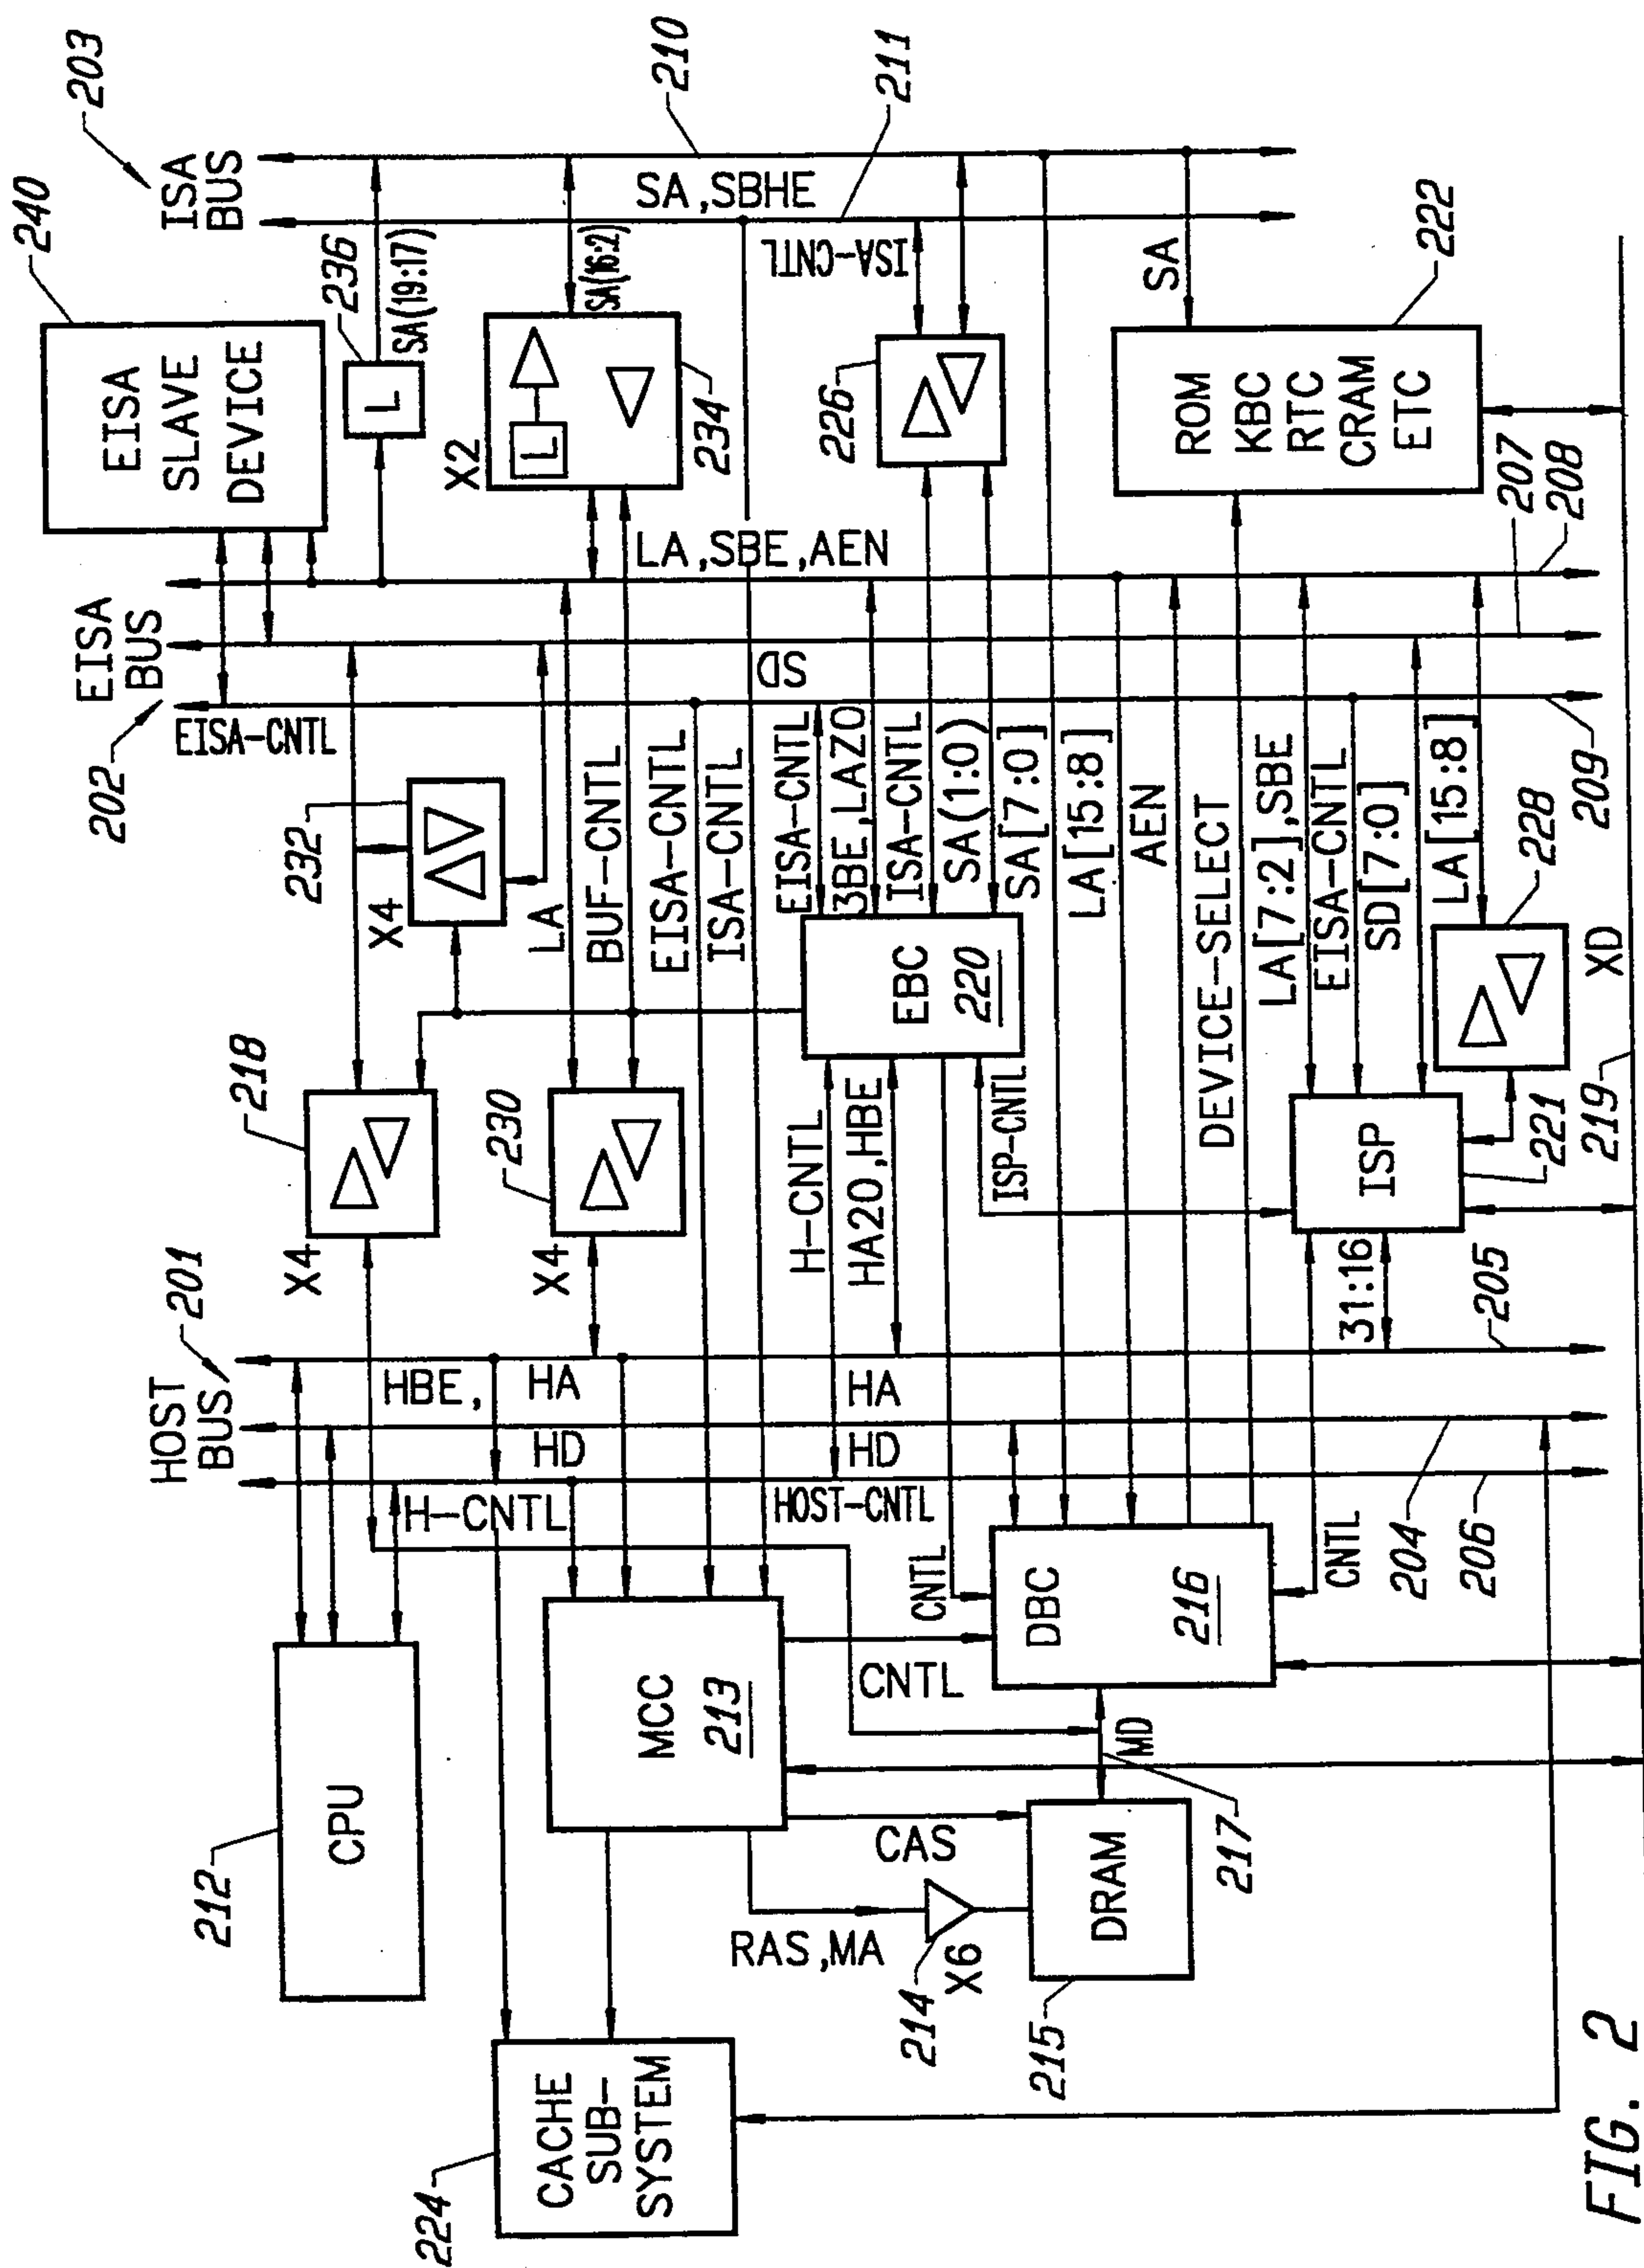 HOST
BUS
201
EISA
BUS
202
ISA
BUS
203
EISA
SLAVE
DEVICE
240
L
236
SA(19:17)
L
X2
234
SA(16:2)
SA,SBHE
210
211
ISA-CNTL
LA,SBE,AEN
SD
EISA-CNTL
232
X4
218
X4
230
X4
LA
BUF-CNTL
EISA-CNTL
ISA-CNTL
226
ROM
KBC
RTC
CRAM
ETC
222
SA
EBC
220
EISA-CNTL
3BE,LAZ0
ISA-CNTL
SA(1:0)
SA[7:0]
LA[15:8]
AEN
DEVICE-SELECT
LA[7:2],SBE
EISA-CNTL
SD[7:0]
LA[15:8]
H-CNTL
HA20,HBE
ISP-CNTL
ISP
221
228
31:16
207
208
209
XD
219
205
204
206
HBE,
HA
HA
HD
HD
H-CNTL
HOST-CNTL
CPU
212
MCC
213
CNTL
CNTL
CNTL
DBC
216
MD
217
CAS
RAS,MA
214
X6
DRAM
215
CACHE
SUB-
SYSTEM
224
FIG. 2